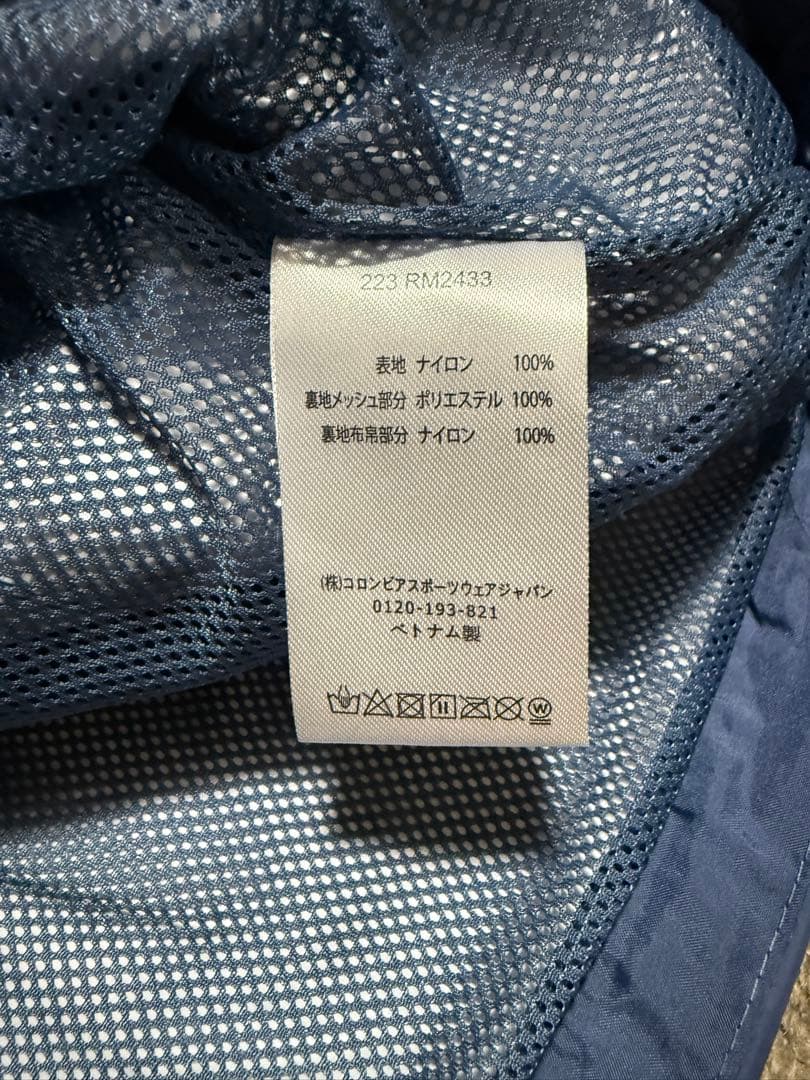 223 RM2433
表地 ナイロン 100%
裏地メッシュ部分 ポリエステル 100%
裏地布帛部分 ナイロン 100%
(株)コロンビアスポーツウェアジャパン
0120-193-821
ベトナム製
W